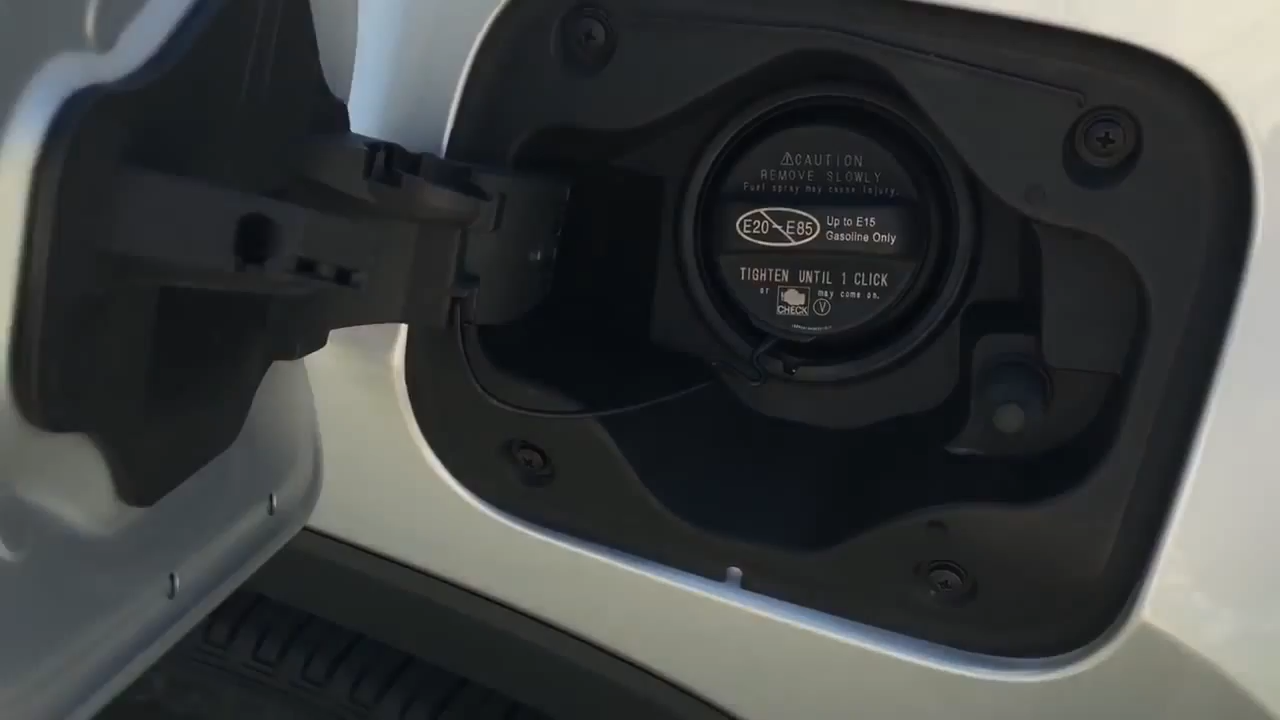 ⚠CAUTION
REMOVE SLOWLY
Fuel spray may cause injury.
E20-E85 Up to E15
Gasoline Only
TIGHTEN UNTIL 1 CLICK
or CHECK may come on.
V